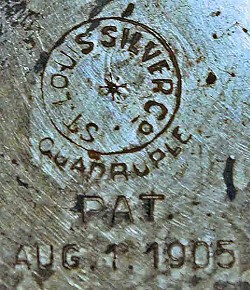 ST. LOUIS SILVER CO.
QUADRUPLE
PAT.
AUG. 1. 1905